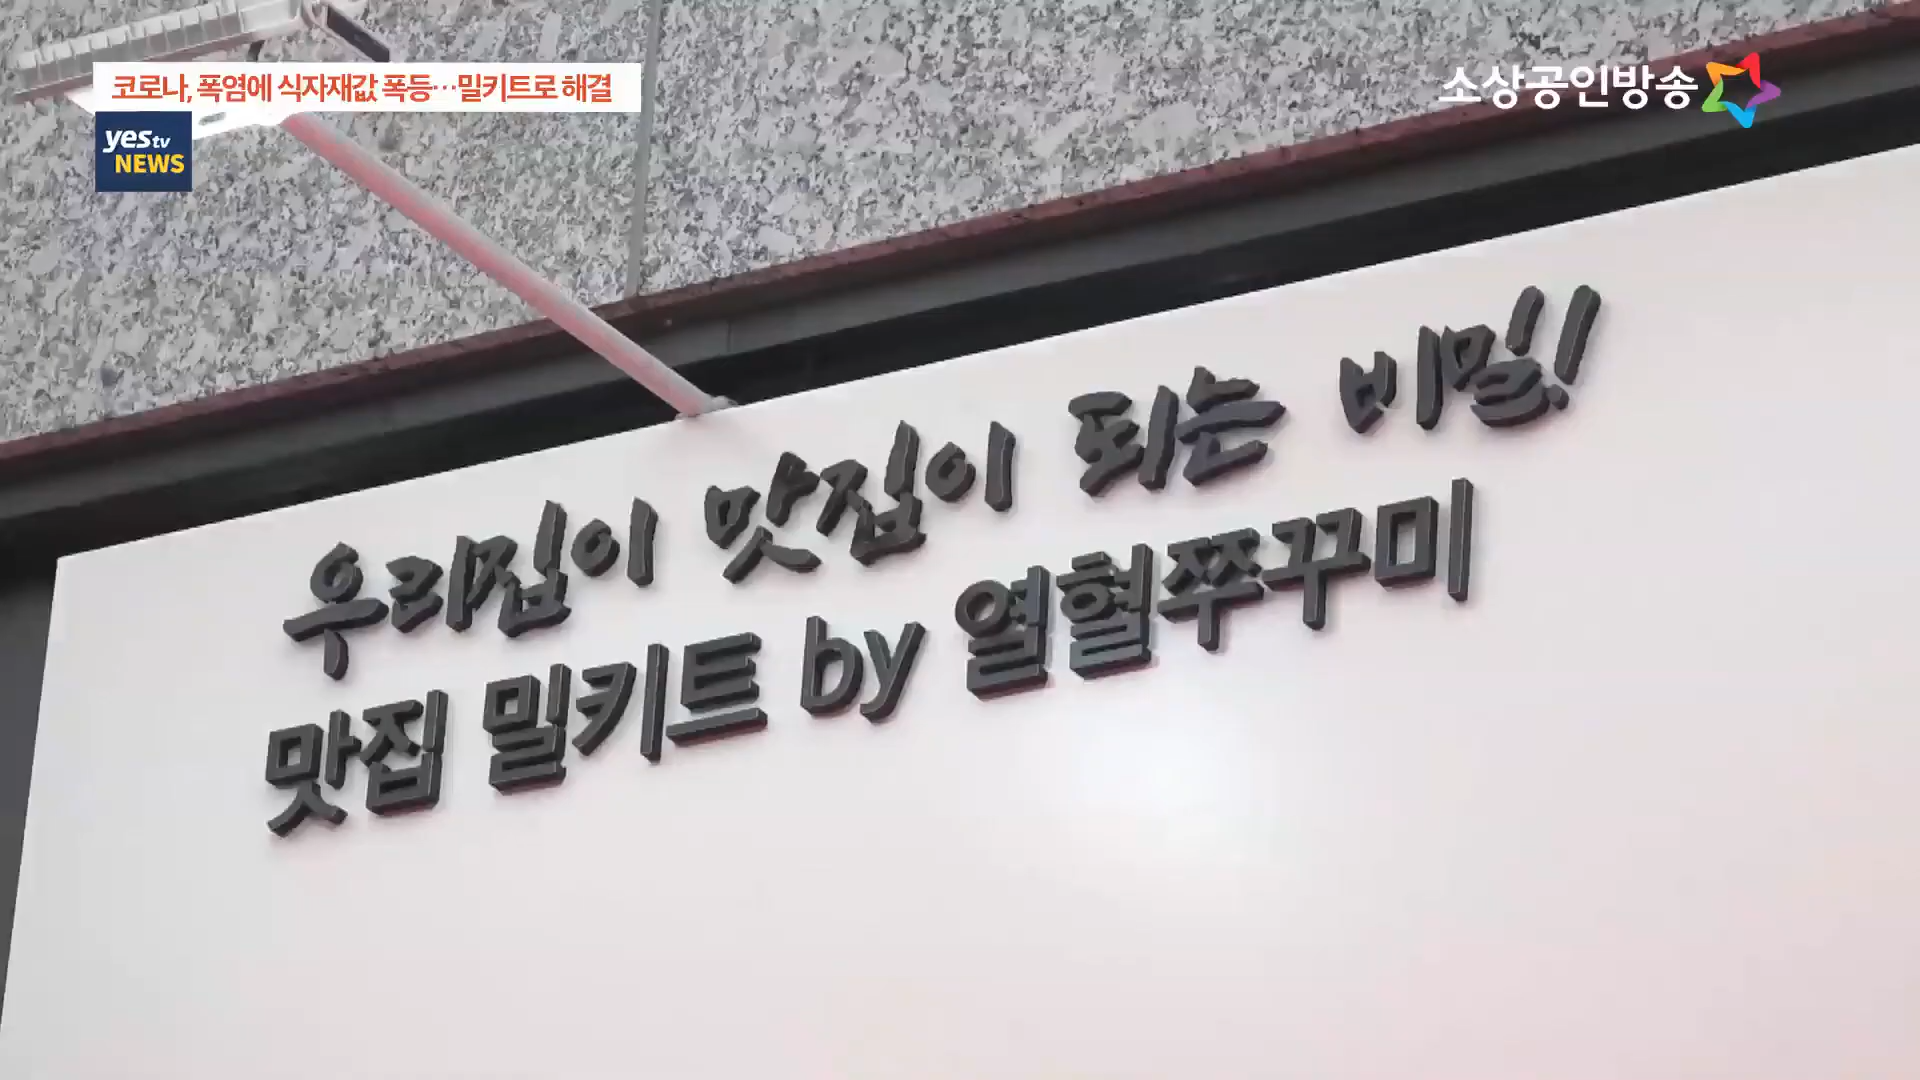 코로나, 폭염에 식자재값 폭등…밀키트로 해결
소상공인방송
yestv
NEWS
우리집이 맛집이 되는 비밀!
맛집 밀키트 by 열혈쭈꾸미